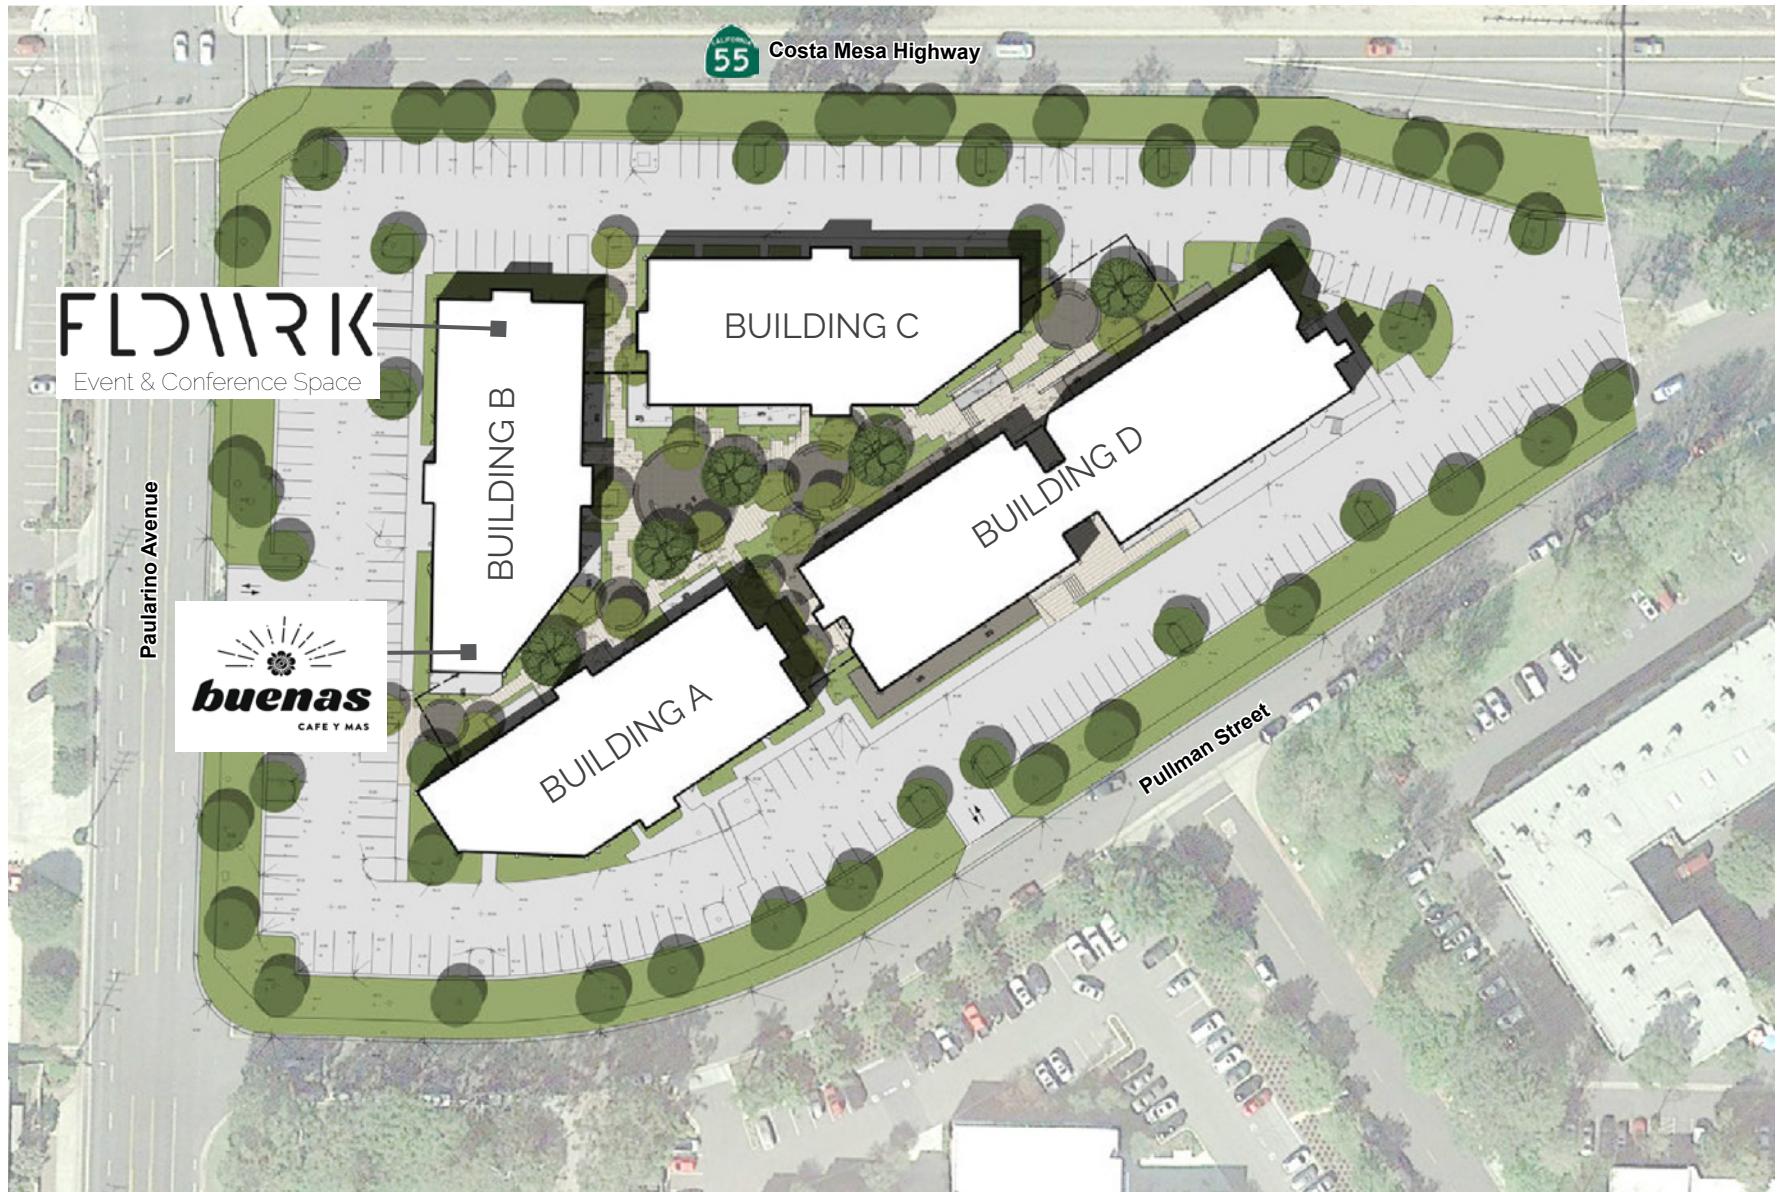 CALIFORNIA
55
Costa Mesa Highway
FLDWRK
Event & Conference Space
BUILDING C
BUILDING B
BUILDING D
Paularino Avenue
buenas
CAFE Y MAS
BUILDING A
Pullman Street